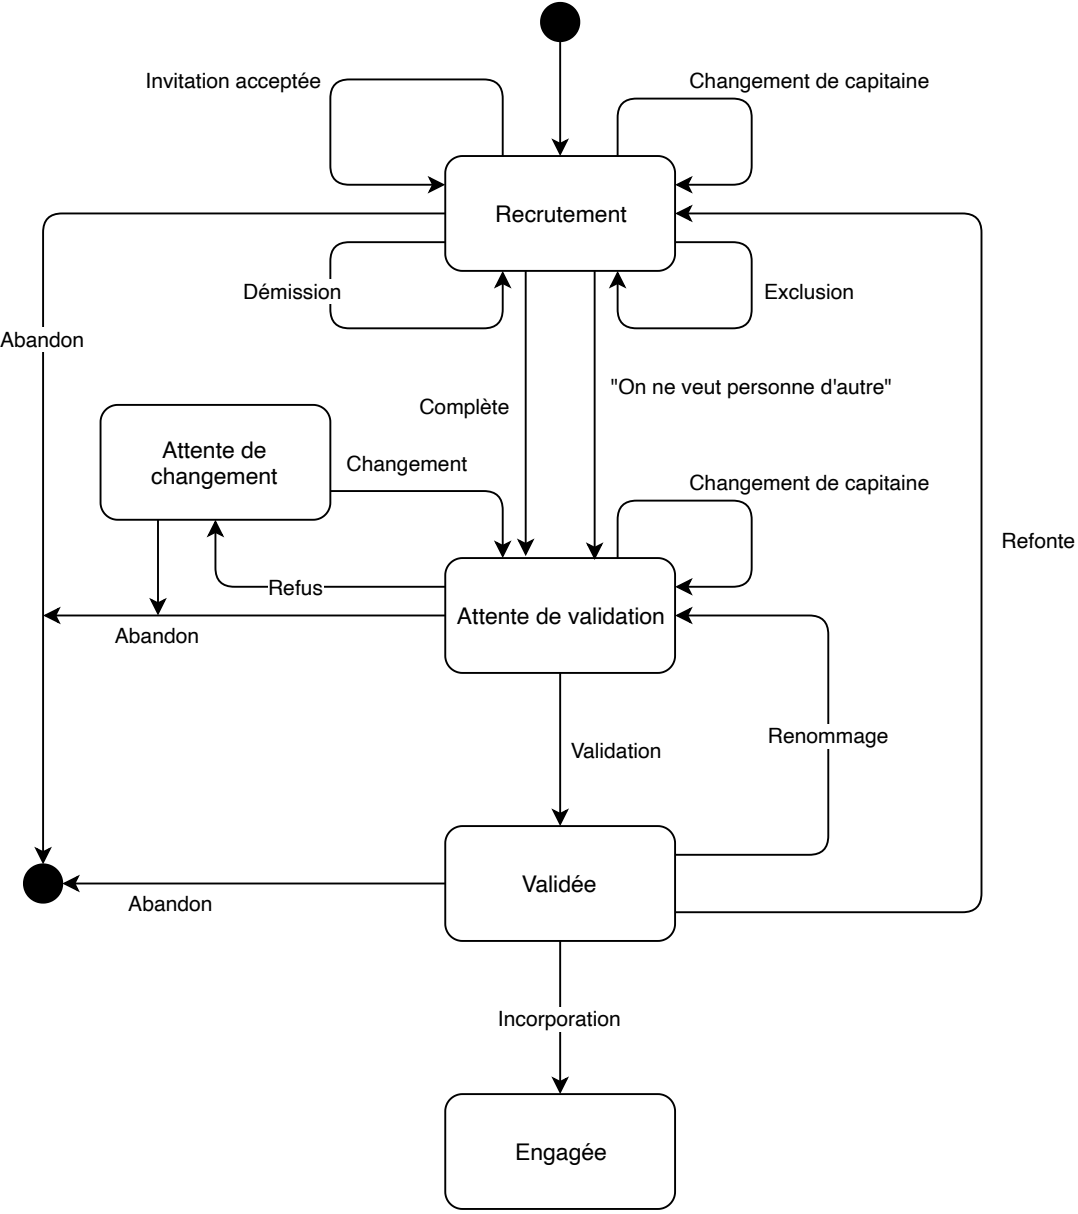 Invitation acceptée
Changement de capitaine
Recrutement
Démission
Exclusion
Abandon
"On ne veut personne d'autre"
Complète
Attente de
changement
Changement
Changement de capitaine
Refonte
Refus
Attente de validation
Abandon
Renommage
Validation
Validée
Abandon
Incorporation
Engagée